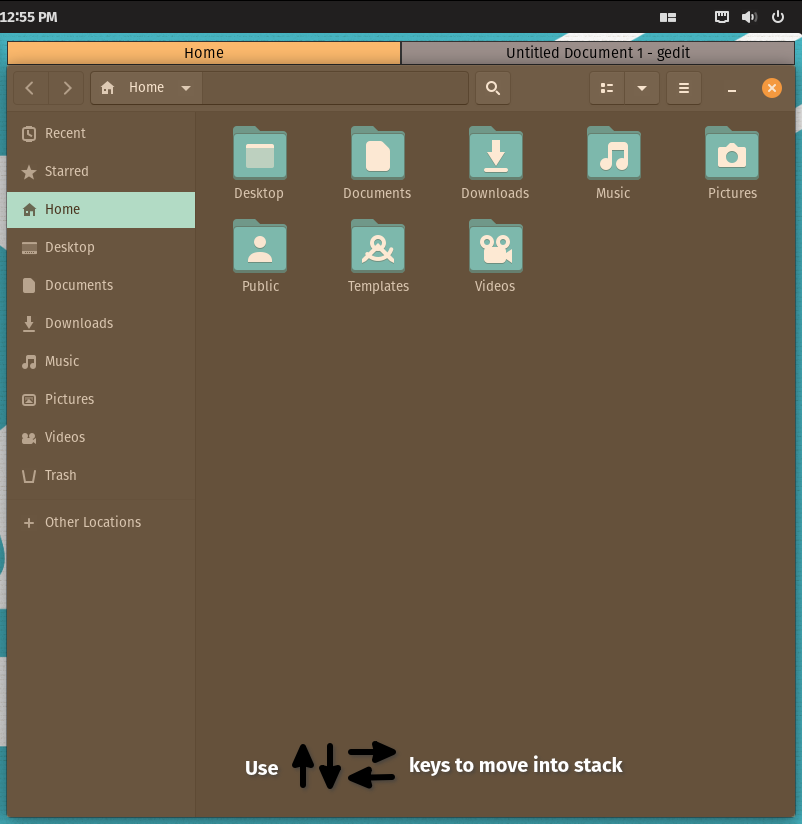 12:55 PM
Home
Untitled Document 1 - gedit
Home
Recent
Starred
Home
Desktop
Documents
Downloads
Music
Pictures
Videos
Trash
Other Locations
Desktop
Documents
Downloads
Music
Pictures
Public
Templates
Videos
Use keys to move into stack